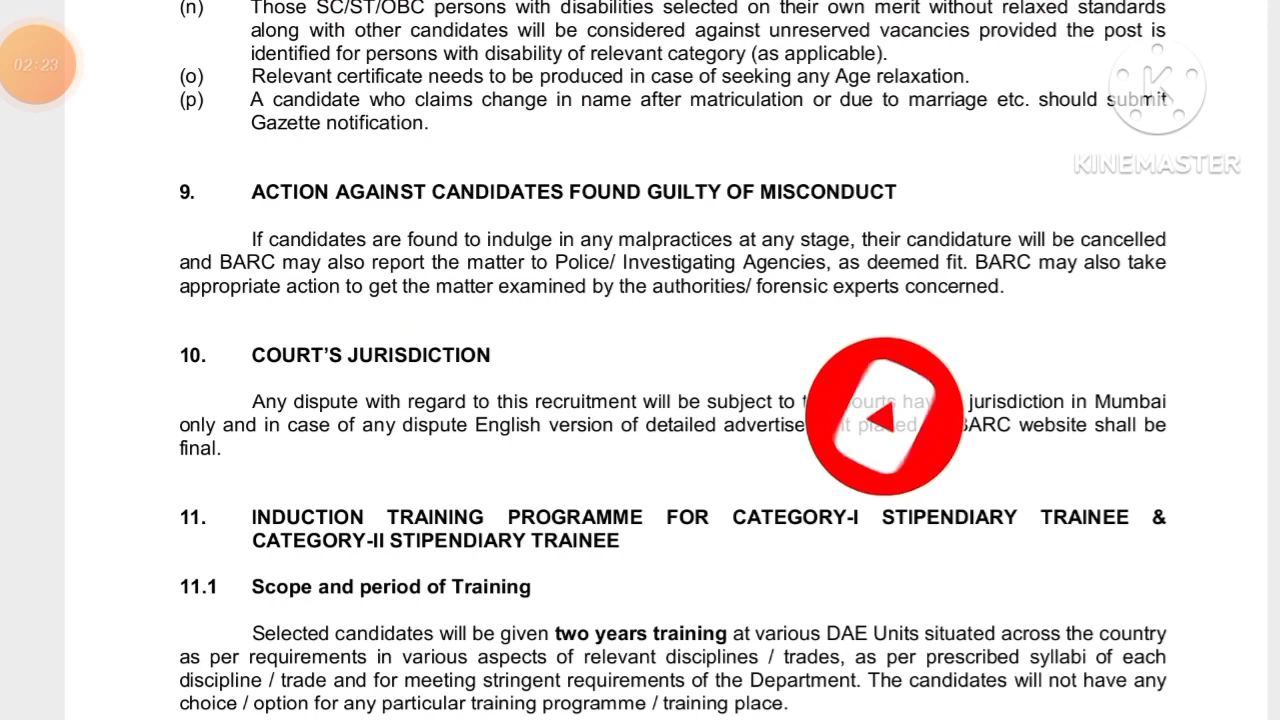 (n) Those SC/ST/OBC persons with disabilities selected on their own merit without relaxed standards
along with other candidates will be considered against unreserved vacancies provided the post is
identified for persons with disability of relevant category (as applicable).
02:23
(o) Relevant certificate needs to be produced in case of seeking any Age relaxation.
(p) A candidate who claims change in name after matriculation or due to marriage etc. should submit
Gazette notification.
K
KINEMASTER
9. ACTION AGAINST CANDIDATES FOUND GUILTY OF MISCONDUCT
If candidates are found to indulge in any malpractices at any stage, their candidature will be cancelled
and BARC may also report the matter to Police/ Investigating Agencies, as deemed fit. BARC may also take
appropriate action to get the matter examined by the authorities/ forensic experts concerned.
10. COURT'S JURISDICTION
Any dispute with regard to this recruitment will be subject to jurisdiction in Mumbai
only and in case of any dispute English version of detailed BARC website shall be
final.
11. INDUCTION TRAINING PROGRAMME FOR CATEGORY-I STIPENDIARY TRAINEE &
CATEGORY-II STIPENDIARY TRAINEE
11.1 Scope and period of Training
Selected candidates will be given two years training at various DAE Units situated across the country
as per requirements in various aspects of relevant disciplines / trades, as per prescribed syllabi of each
discipline / trade and for meeting stringent requirements of the Department. The candidates will not have any
choice / option for any particular training programme / training place.